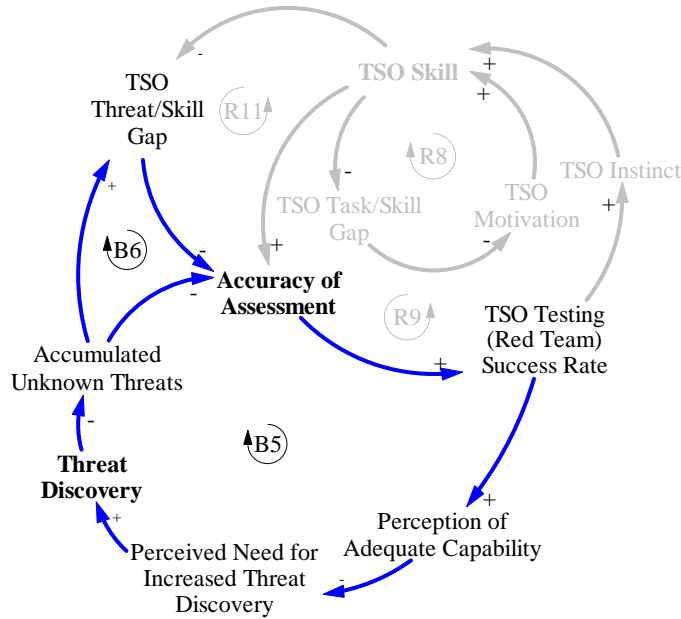 -
TSO Skill
+
+
TSO
Threat/Skill
Gap
R11
R8
-
TSO Instinct
+
TSO Task/Skill
Gap
TSO
Motivation
-
+
B6
-
+
-
Accuracy of
Assessment
R9
TSO Testing
(Red Team)
Success Rate
+
Accumulated
Unknown Threats
-
B5
Threat
Discovery
+
+
Perception of
Adequate Capability
Perceived Need for
Increased Threat
Discovery
-